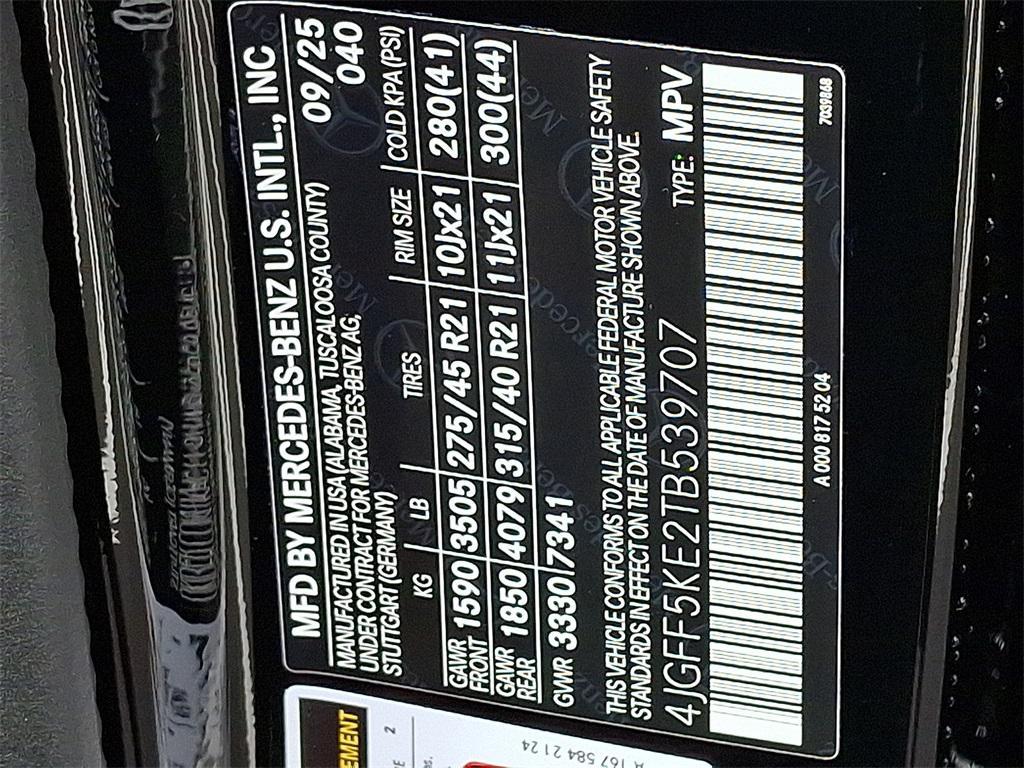 MFD BY MERCEDES-BENZ U.S. INTL., INC
MANUFACTURED IN USA (ALABAMA, TUSCALOOSA COUNTY) 09/25
UNDER CONTRACT FOR MERCEDES-BENZ AG, 040
STUTTGART (GERMANY)
KG LB TIRES RIM SIZE COLD KPA (PSI)
GAWR FRONT 1590 3505 275/45 R21 10Jx21 280(41)
GAWR REAR 1850 4079 315/40 R21 11Jx21 300(44)
GVWR 3330 7341
THIS VEHICLE CONFORMS TO ALL APPLICABLE FEDERAL MOTOR VEHICLE SAFETY
STANDARDS IN EFFECT ON THE DATE OF MANUFACTURE SHOWN ABOVE.
4JGFF5KE2TB539707 TYPE: MPV
A 000 817 52 04 7039868
EMENT
2
A 167 584 21 24